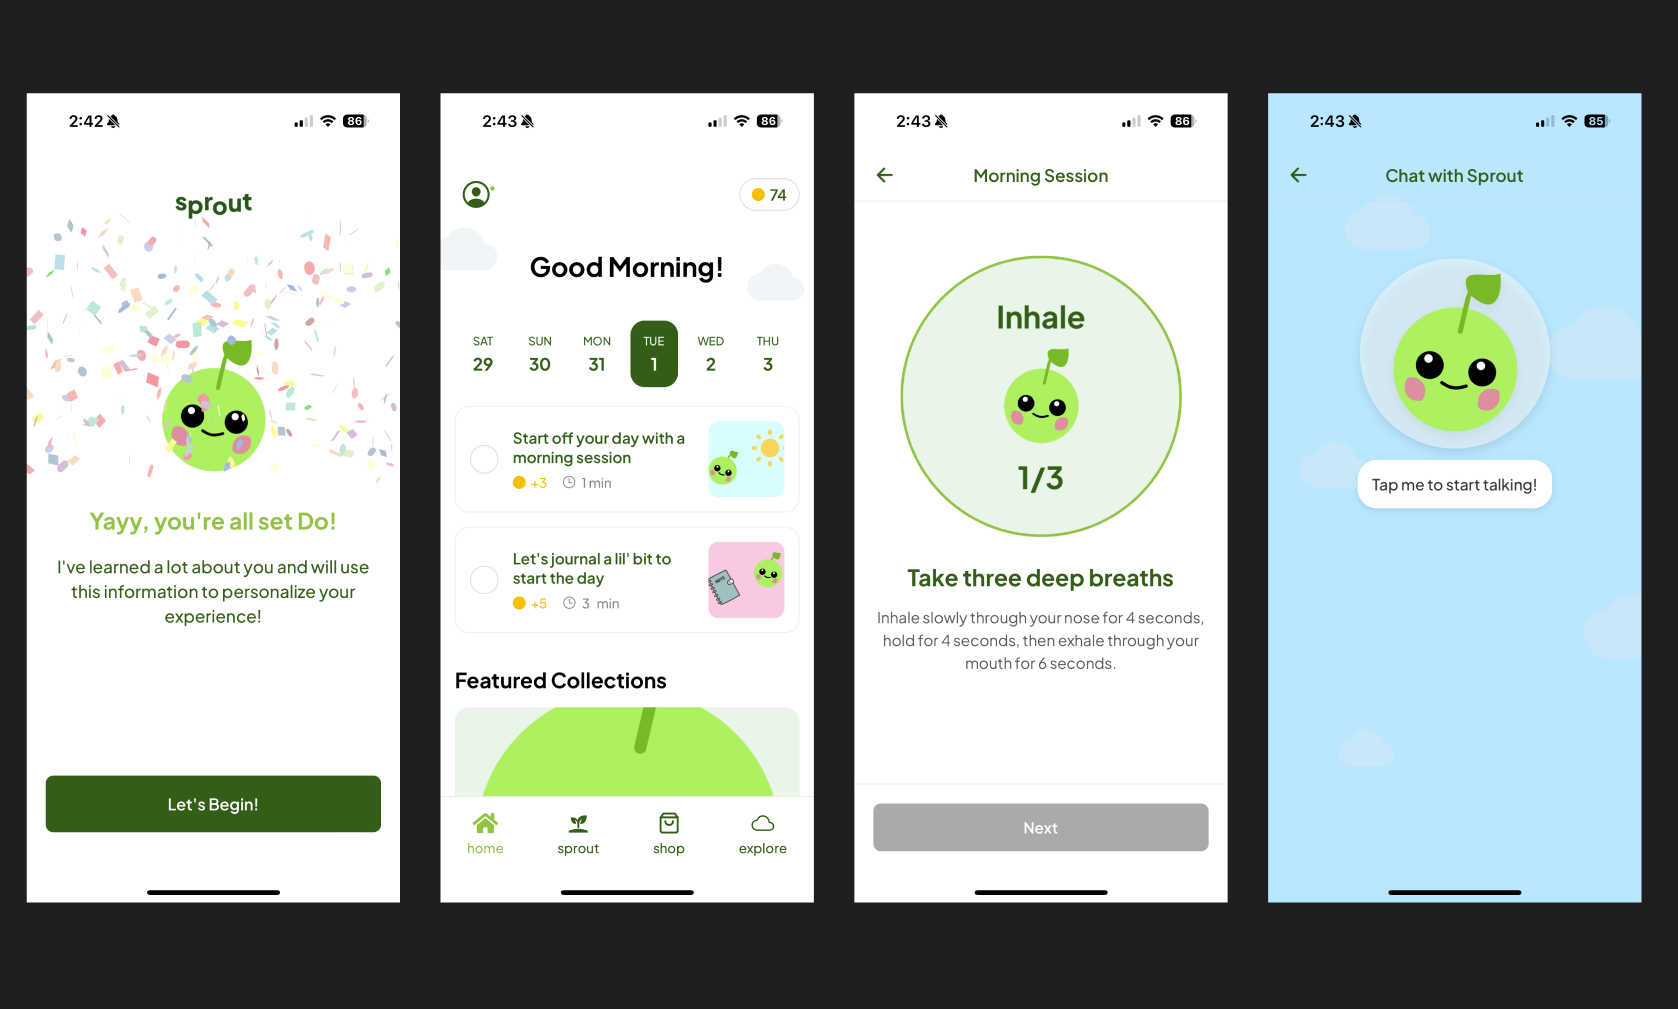 2:42
86
sprout
Yayy, you're all set Do!
I've learned a lot about you and will use
this information to personalize your
experience!
Let's Begin!
2:43
86
74
Good Morning!
SAT SUN MON TUE WED THU
29 30 31 1 2 3
Start off your day with a
morning session
+3 1 min
Let's journal a lil' bit to
start the day
NOTE
+5 3 min
Featured Collections
home sprout shop explore
2:43
86
Morning Session
Inhale
1/3
Take three deep breaths
Inhale slowly through your nose for 4 seconds,
hold for 4 seconds, then exhale through your
mouth for 6 seconds.
Next
2:43
85
Chat with Sprout
Tap me to start talking!